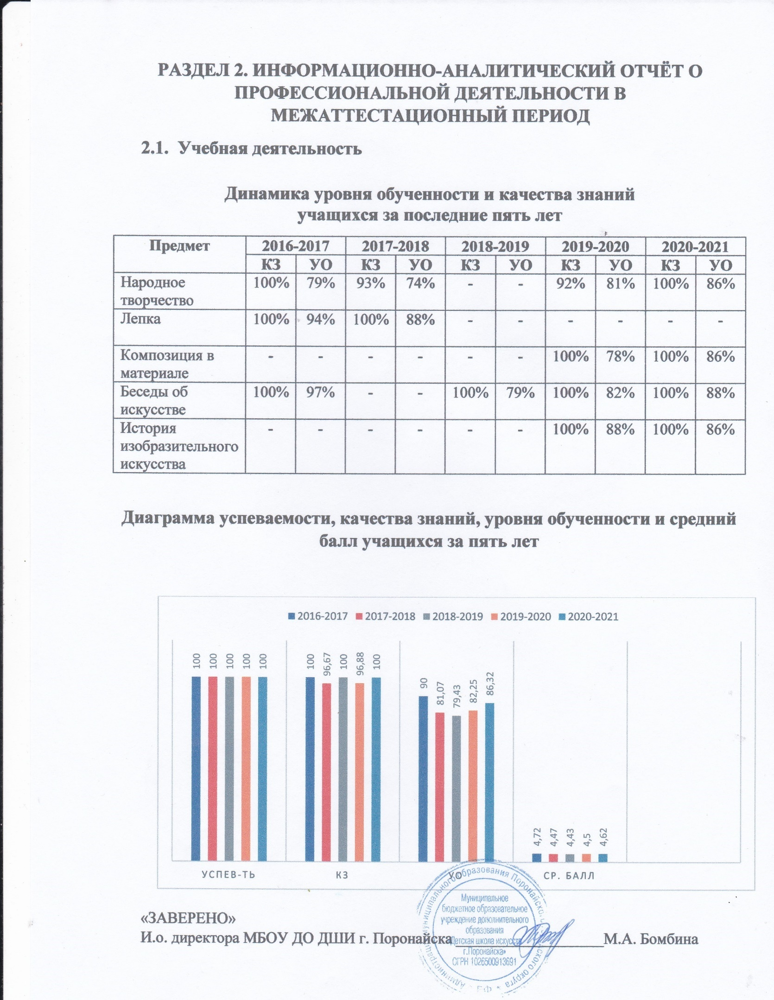 РАЗДЕЛ 2. ИНФОРМАЦИОННО-АНАЛИТИЧЕСКИЙ ОТЧЁТ О
ПРОФЕССИОНАЛЬНОЙ ДЕЯТЕЛЬНОСТИ В
МЕЖАТТЕСТАЦИОННЫЙ ПЕРИОД
2.1. Учебная деятельность
Динамика уровня обученности и качества знаний
учащихся за последние пять лет
Предмет 2016-2017 2017-2018 2018-2019 2019-2020 2020-2021
КЗ УО КЗ УО КЗ УО КЗ УО КЗ УО
Народное 100% 79% 93% 74% - - 92% 81% 100% 86%
творчество
Лепка 100% 94% 100% 88% - - - - - -
Композиция в - - - - - - 100% 78% 100% 86%
материале
Беседы об 100% 97% - - 100% 79% 100% 82% 100% 88%
искусстве
История - - - - - - 100% 88% 100% 86%
изобразительного
искусства
Диаграмма успеваемости, качества знаний, уровня обученности и средний
балл учащихся за пять лет
2016-2017 2017-2018 2018-2019 2019-2020 2020-2021
100 100 100 100 100 100 96,67 100 96,88 100 90 81,07 79,43 82,25 86,32 4,72 4,47 4,43 4,5 4,62
УСПЕВ-ТЬ КЗ УО СР. БАЛЛ
муниципального образования Поронайского
Муниципальное
бюджетное образовательное
учреждение дополнительного
образования
Детская школа искусств
г.Поронайска»
ОГРН 1026500913691
округа
«ЗАВЕРЕНО»
И.о. директора МБОУ ДО ДШИ г. Поронайска М.А. Бомбина